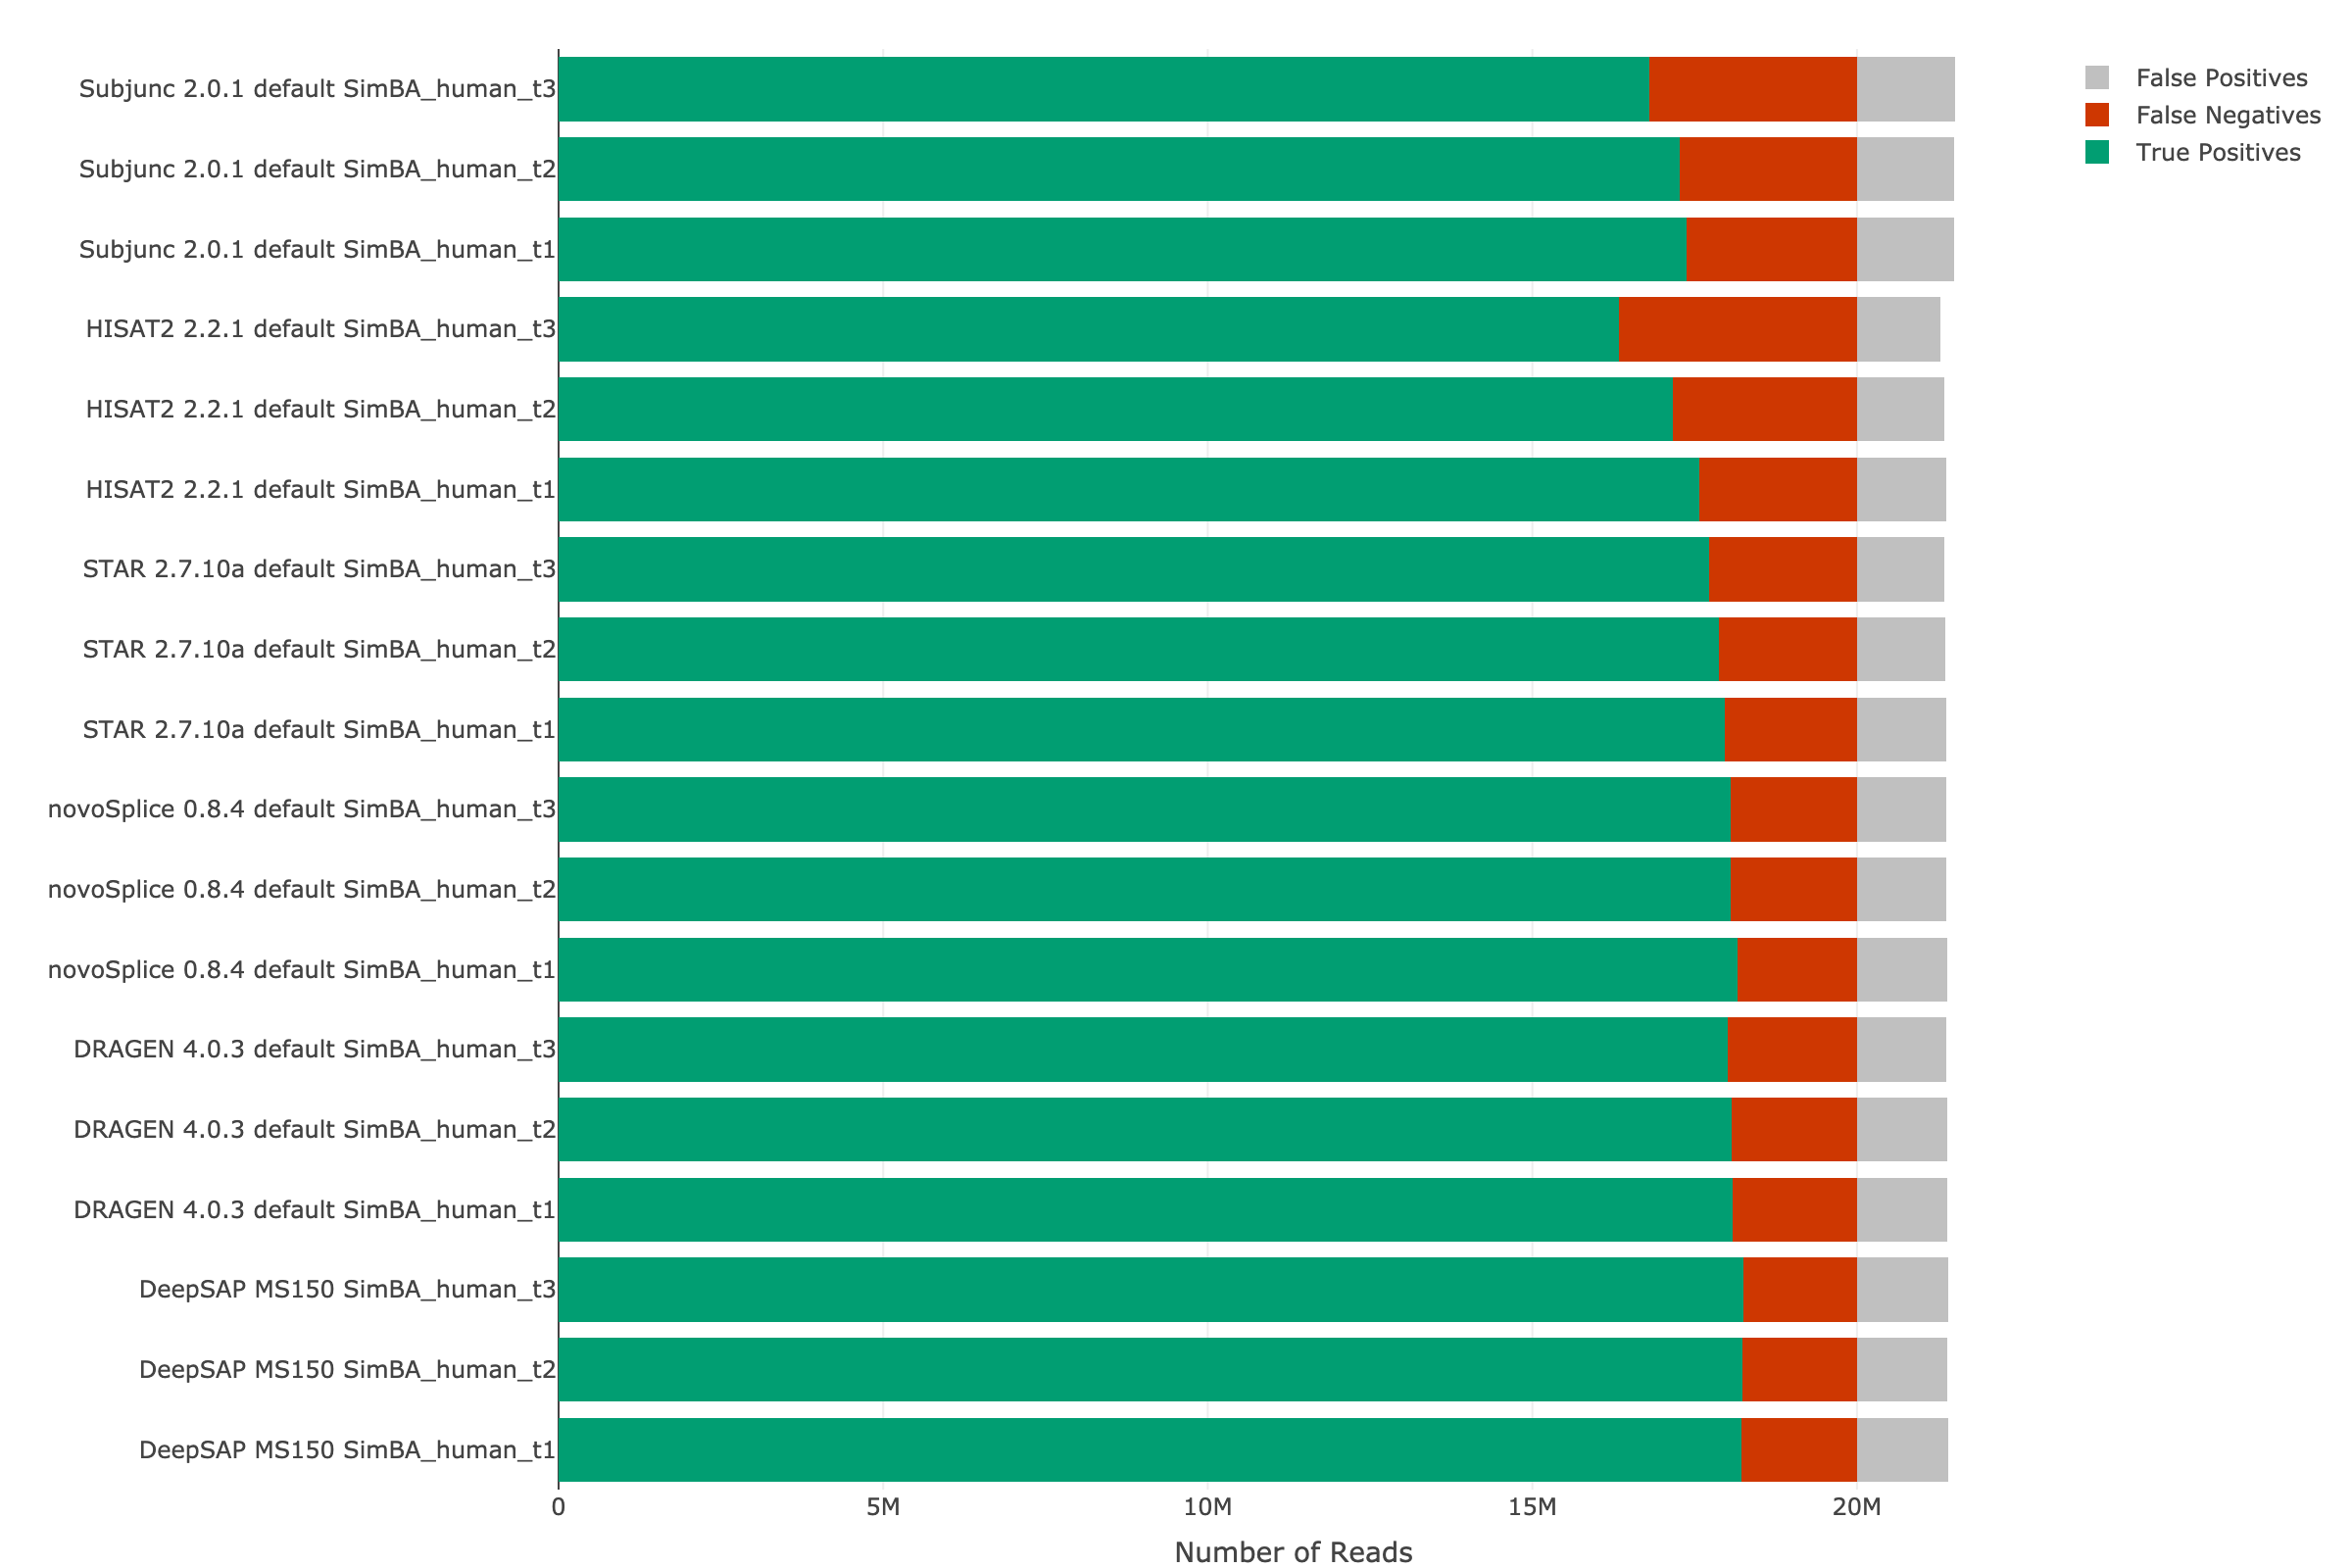 Subjunc 2.0.1 default SimBA_human_t3
Subjunc 2.0.1 default SimBA_human_t2
Subjunc 2.0.1 default SimBA_human_t1
HISAT2 2.2.1 default SimBA_human_t3
HISAT2 2.2.1 default SimBA_human_t2
HISAT2 2.2.1 default SimBA_human_t1
STAR 2.7.10a default SimBA_human_t3
STAR 2.7.10a default SimBA_human_t2
STAR 2.7.10a default SimBA_human_t1
novoSplice 0.8.4 default SimBA_human_t3
novoSplice 0.8.4 default SimBA_human_t2
novoSplice 0.8.4 default SimBA_human_t1
DRAGEN 4.0.3 default SimBA_human_t3
DRAGEN 4.0.3 default SimBA_human_t2
DRAGEN 4.0.3 default SimBA_human_t1
DeepSAP MS150 SimBA_human_t3
DeepSAP MS150 SimBA_human_t2
DeepSAP MS150 SimBA_human_t1
0 5M 10M 15M 20M
Number of Reads
False Positives
False Negatives
True Positives